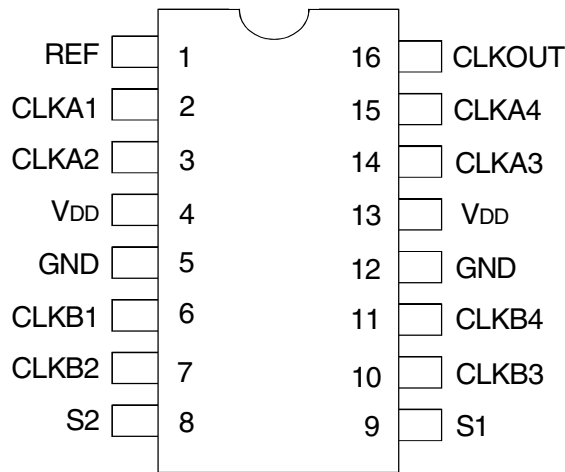 REF 1 16 CLKOUT
CLKA1 2 15 CLKA4
CLKA2 3 14 CLKA3
VDD 4 13 VDD
GND 5 12 GND
CLKB1 6 11 CLKB4
CLKB2 7 10 CLKB3
S2 8 9 S1